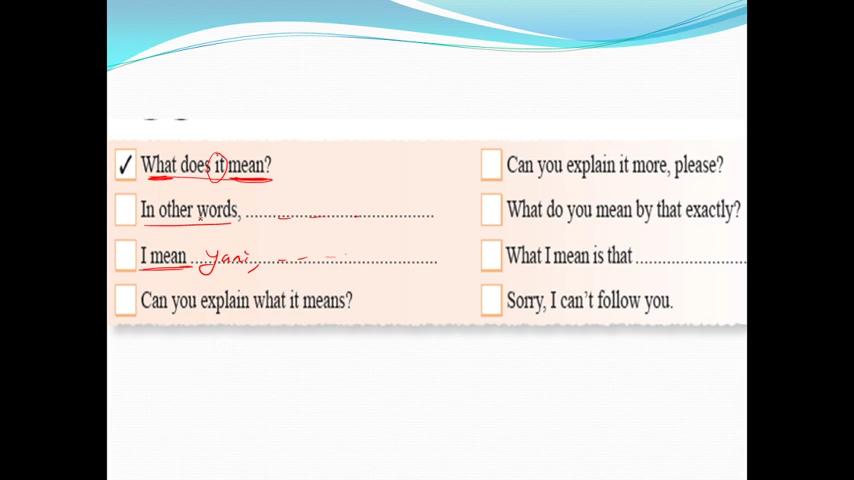 ✓ What does it mean?
In other words, ............................................
I mean ...yani,............................................
Can you explain what it means?
Can you explain it more, please?
What do you mean by that exactly?
What I mean is that ..............................
Sorry, I can't follow you.